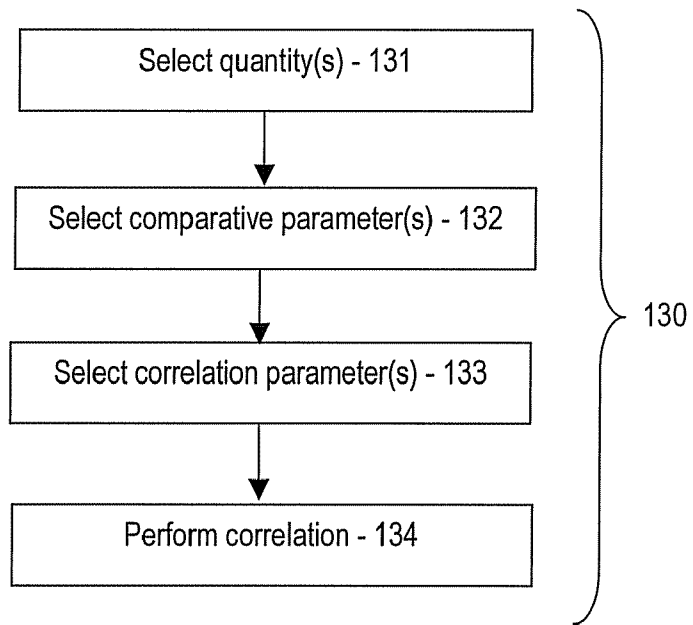 Select quantity(s) - 131
Select comparative parameter(s) - 132
130
Select correlation parameter(s) - 133
Perform correlation - 134